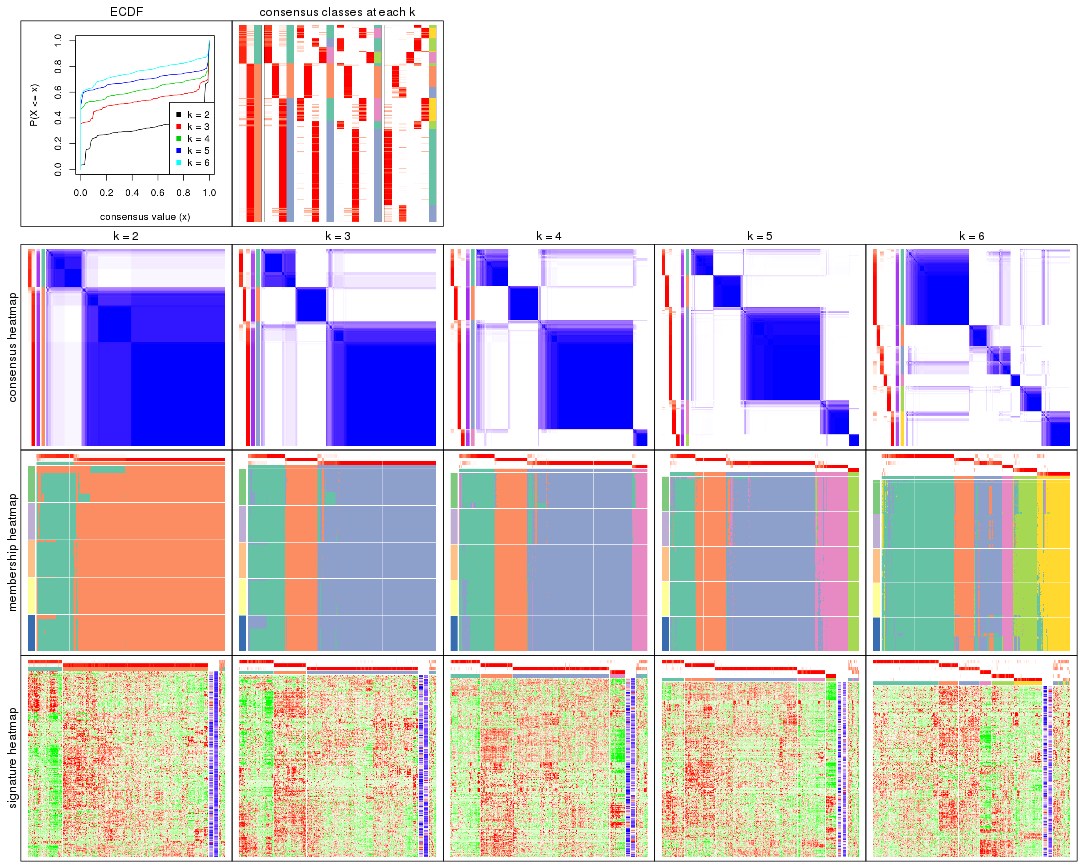 ECDF
consensus classes at each k
P(X <= x)
0.0 0.2 0.4 0.6 0.8 1.0
k = 2
k = 3
k = 4
k = 5
k = 6
0.0 0.2 0.4 0.6 0.8 1.0
consensus value (x)
k = 2
k = 3
k = 4
k = 5
k = 6
consensus heatmap
membership heatmap
signature heatmap